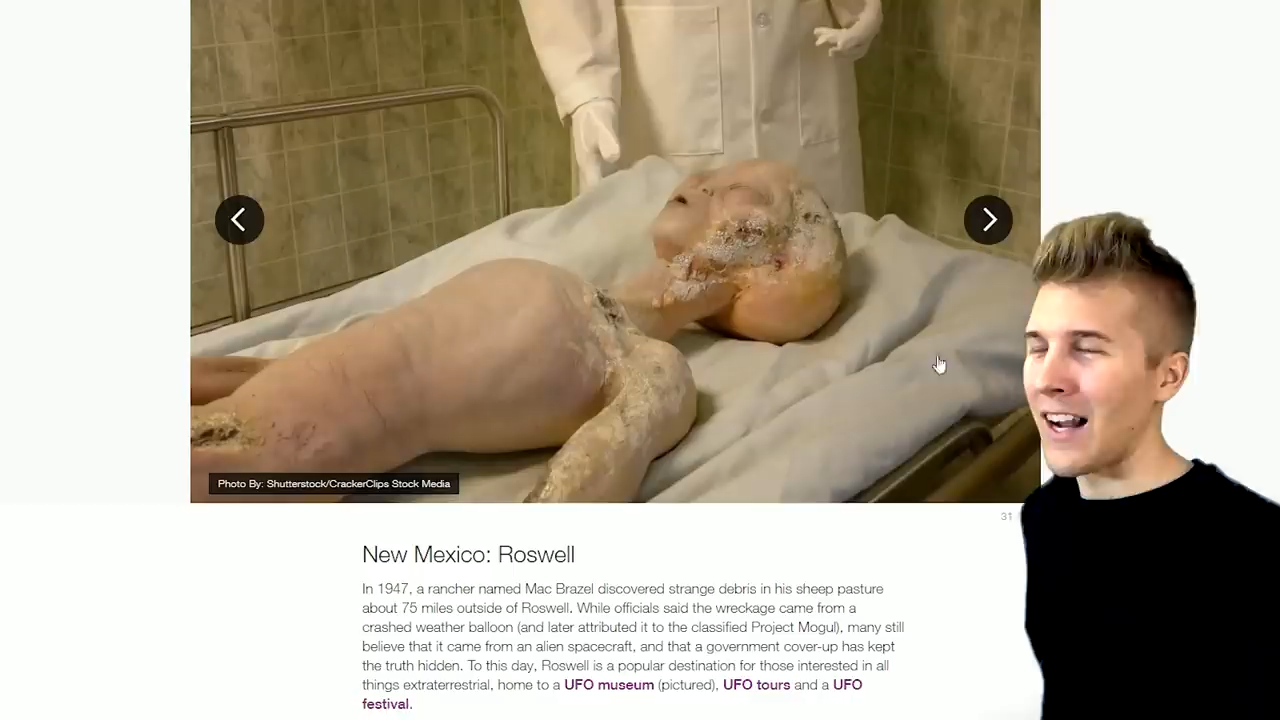 Photo By: Shutterstock/CrackerClips Stock Media
31
New Mexico: Roswell
In 1947, a rancher named Mac Brazel discovered strange debris in his sheep pasture
about 75 miles outside of Roswell. While officials said the wreckage came from a
crashed weather balloon (and later attributed it to the classified Project Mogul), many still
believe that it came from an alien spacecraft, and that a government cover-up has kept
the truth hidden. To this day, Roswell is a popular destination for those interested in all
things extraterrestrial, home to a UFO museum (pictured), UFO tours and a UFO
festival.